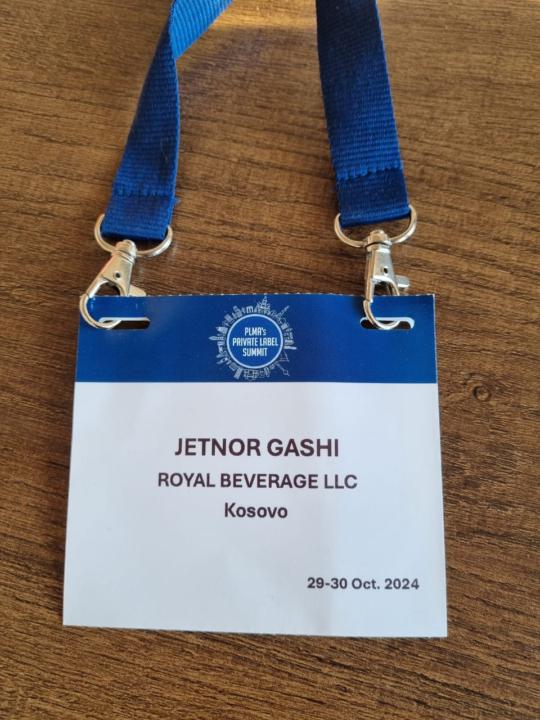 PLMA's
PRIVATE LABEL
SUMMIT
JETNOR GASHI
ROYAL BEVERAGE LLC
Kosovo
29-30 Oct. 2024